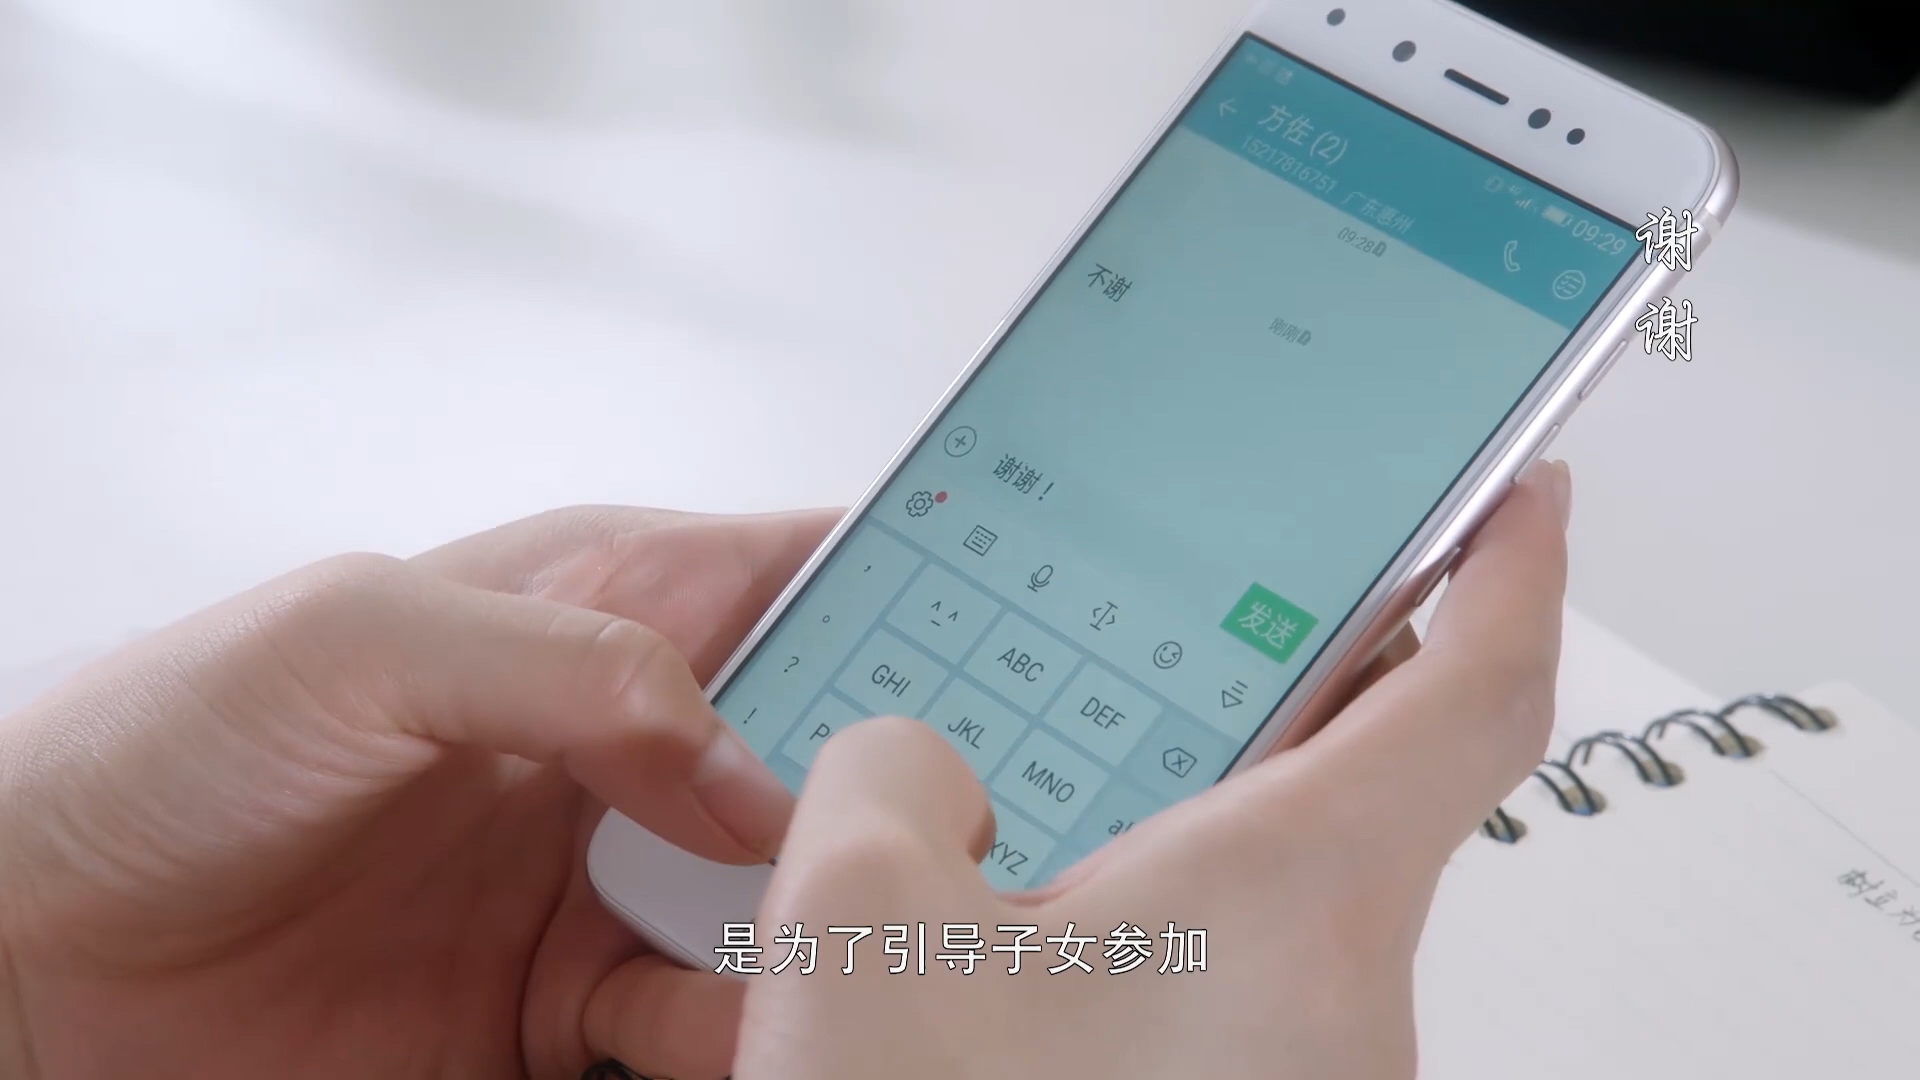 09:29
方佐(2)
15217816751 广东惠州
09:28
不谢
刚刚
谢谢！
发送
，
。
?
!
^_^
ABC
DEF
GHI
JKL
MNO
谢谢
是为了引导子女参加